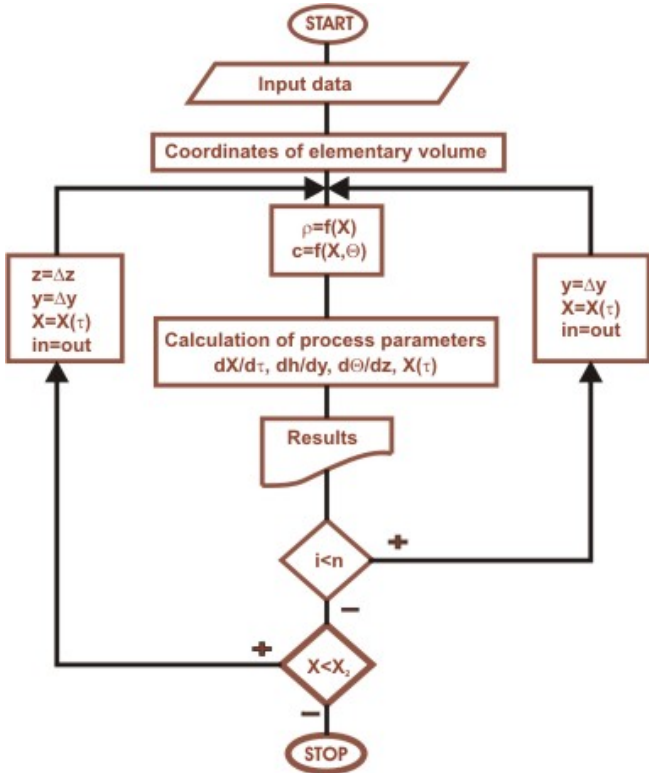 START
Input data
Coordinates of elementary volume
ρ=f(X)
c=f(X,Θ)
z=Δz
y=Δy
X=X(τ)
in=out
y=Δy
X=X(τ)
in=out
Calculation of process parameters
dX/dτ, dh/dy, dΘ/dz, X(τ)
Results
i<n
+
−
X<X₂
+
−
STOP